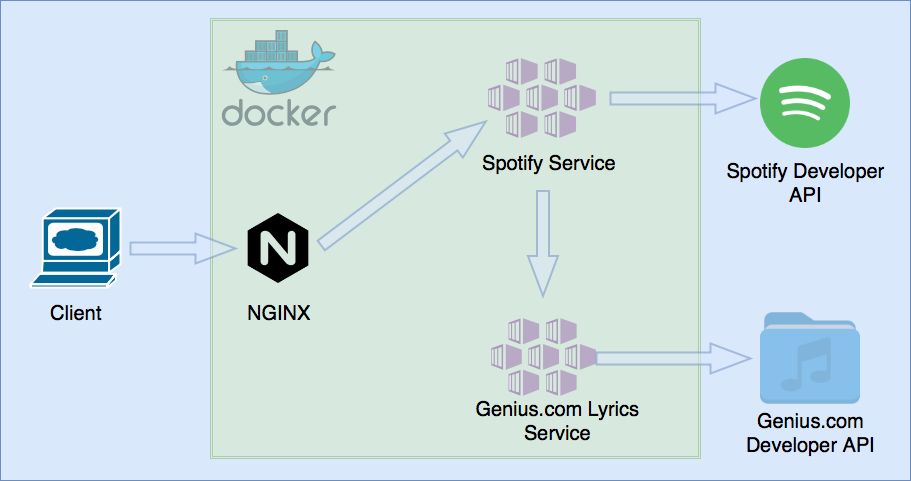 docker
Spotify Service
Spotify Developer
API
Client
NGINX
Genius.com Lyrics
Service
Genius.com
Developer API